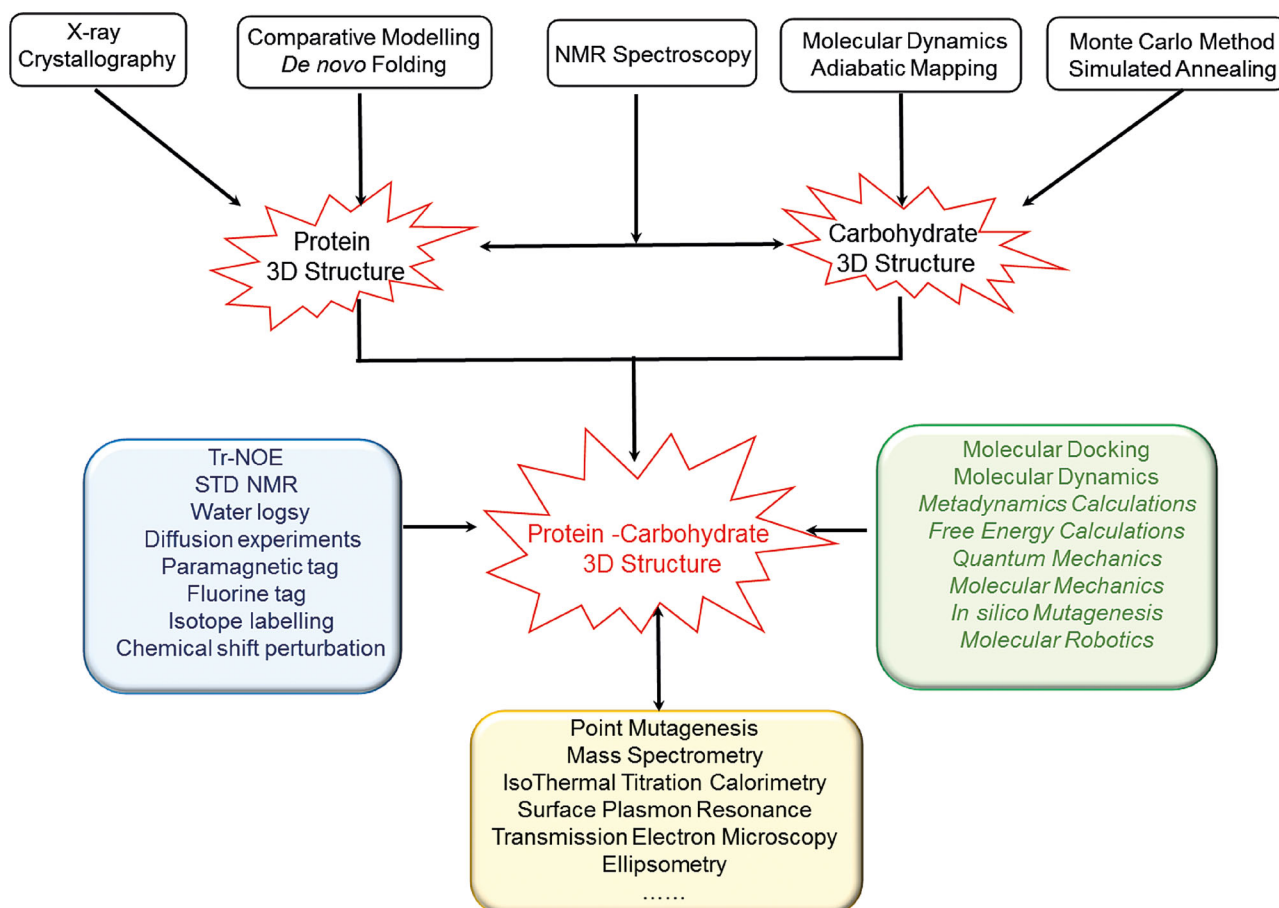 X-ray
Crystallography
Comparative Modelling
De novo Folding
NMR Spectroscopy
Molecular Dynamics
Adiabatic Mapping
Monte Carlo Method
Simulated Annealing
Protein
3D Structure
Carbohydrate
3D Structure
Tr-NOE
STD NMR
Water logsy
Diffusion experiments
Paramagnetic tag
Fluorine tag
Isotope labelling
Chemical shift perturbation
Protein -Carbohydrate
3D Structure
Molecular Docking
Molecular Dynamics
Metadynamics Calculations
Free Energy Calculations
Quantum Mechanics
Molecular Mechanics
In silico Mutagenesis
Molecular Robotics
Point Mutagenesis
Mass Spectrometry
IsoThermal Titration Calorimetry
Surface Plasmon Resonance
Transmission Electron Microscopy
Ellipsometry
......